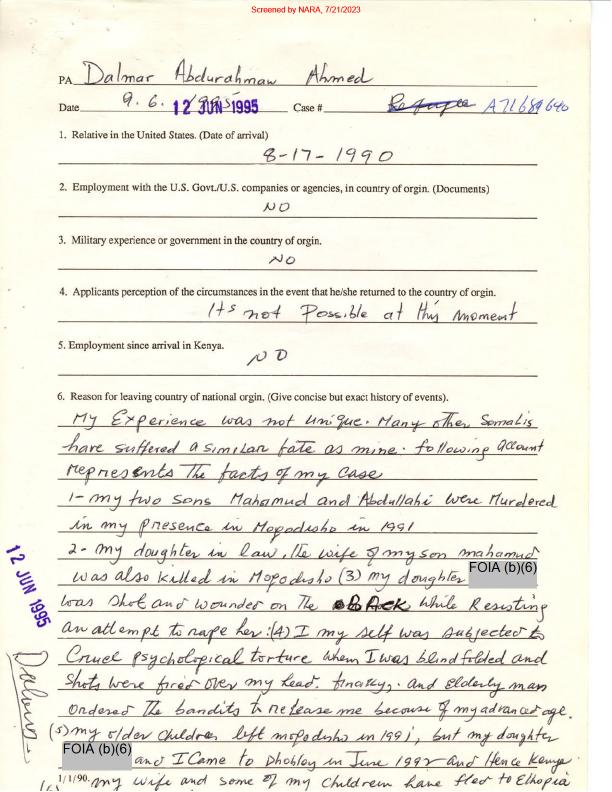 Screened by NARA, 7/21/2023
PA Dalmar Abdurahman Ahmed
Date 9.6.1995 12 JUN 1995 Case # Refugee A71689640
1. Relative in the United States. (Date of arrival)
8-17-1990
2. Employment with the U.S. Govt./U.S. companies or agencies, in country of orgin. (Documents)
NO
3. Military experience or government in the country of orgin.
NO
4. Applicants perception of the circumstances in the event that he/she returned to the country of orgin.
Its not Possible at this moment
5. Employment since arrival in Kenya.
NO
6. Reason for leaving country of national orgin. (Give concise but exact history of events).
My Experience was not unique. Many other Somalis
have suffered a similar fate as mine. following account
represents The facts of my case
1- my two sons Mahamud and Abdullahi were Murdered
in my presence in Mogodisho in 1991
2- my doughter in law, the wife of my son mahamud
was also killed in Mogodisho (3) my doughter FOIA (b)(6)
was shot and wounded on The BACK while Resisting
an attempt to rape her: (4) I my self was subjected to
Cruel psychological torture when I was blindfolded and
shots were fired over my head. finally, and Elderly man
ordered The bandits to release me becouse of my advanced age.
(5) my older children left mogodisho in 1991, but my doughter
FOIA (b)(6) and I Came to Dhobley in June 1992 and Hence Kenya
1/1/90. my wife and some of my children have fled to Ethopia
12 JUN 1995